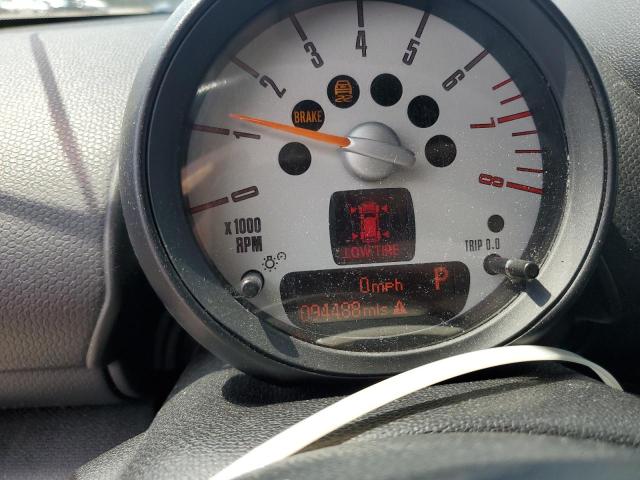 0 1 2 3 4 5 6 7 8
BRAKE
x 1000
RPM
LOW TIRE
TRIP 0.0
0mph P
094488mls